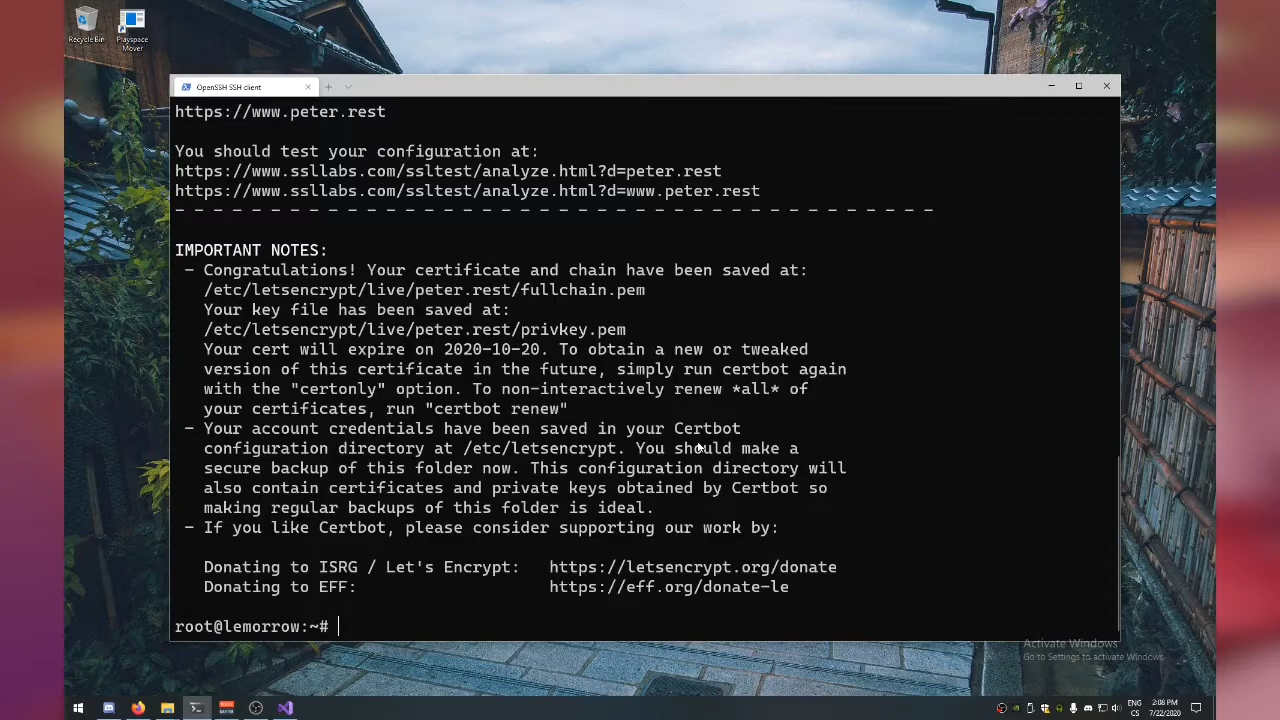 Recycle Bin
Playspace
Mover
OpenSSH SSH client
https://www.peter.rest
You should test your configuration at:
https://www.ssllabs.com/ssltest/analyze.html?d=peter.rest
https://www.ssllabs.com/ssltest/analyze.html?d=www.peter.rest
- - - - - - - - - - - - - - - - - - - - - - - - - - - - - - - - - - - - - - - -
IMPORTANT NOTES:
- Congratulations! Your certificate and chain have been saved at:
/etc/letsencrypt/live/peter.rest/fullchain.pem
Your key file has been saved at:
/etc/letsencrypt/live/peter.rest/privkey.pem
Your cert will expire on 2020-10-20. To obtain a new or tweaked
version of this certificate in the future, simply run certbot again
with the "certonly" option. To non-interactively renew *all* of
your certificates, run "certbot renew"
- Your account credentials have been saved in your Certbot
configuration directory at /etc/letsencrypt. You should make a
secure backup of this folder now. This configuration directory will
also contain certificates and private keys obtained by Certbot so
making regular backups of this folder is ideal.
- If you like Certbot, please consider supporting our work by:
Donating to ISRG / Let's Encrypt:   https://letsencrypt.org/donate
Donating to EFF:                    https://eff.org/donate-le
root@lemorrow:~#
Activate Windows
Go to Settings to activate Windows.
ENG
CS
2:08 PM
7/22/2020